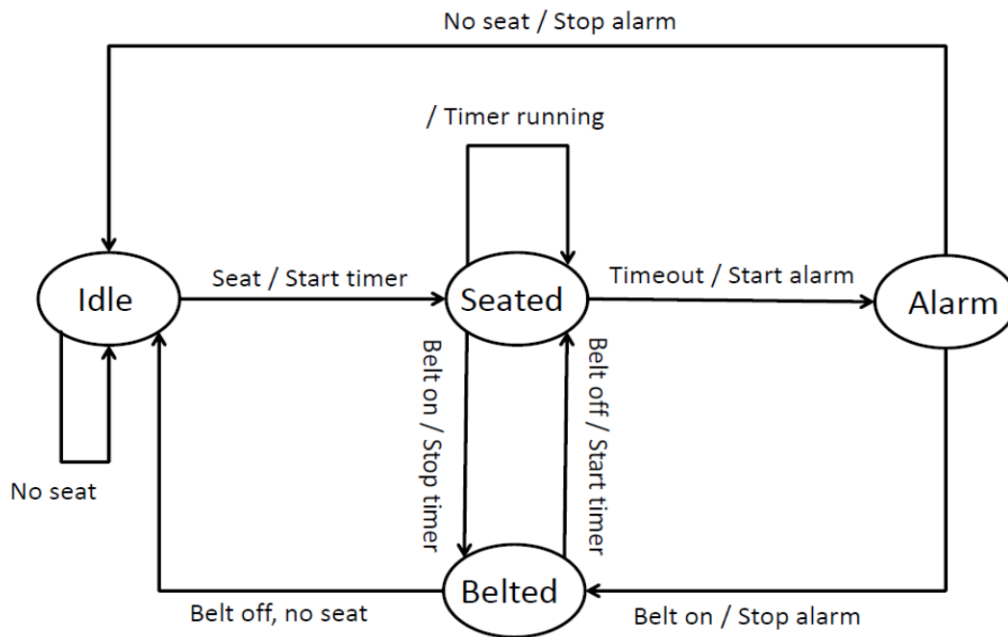 No seat / Stop alarm
/ Timer running
Idle
Seat / Start timer
Seated
Timeout / Start alarm
Alarm
Belt on / Stop timer
Belt off / Start timer
No seat
Belt off, no seat
Belted
Belt on / Stop alarm